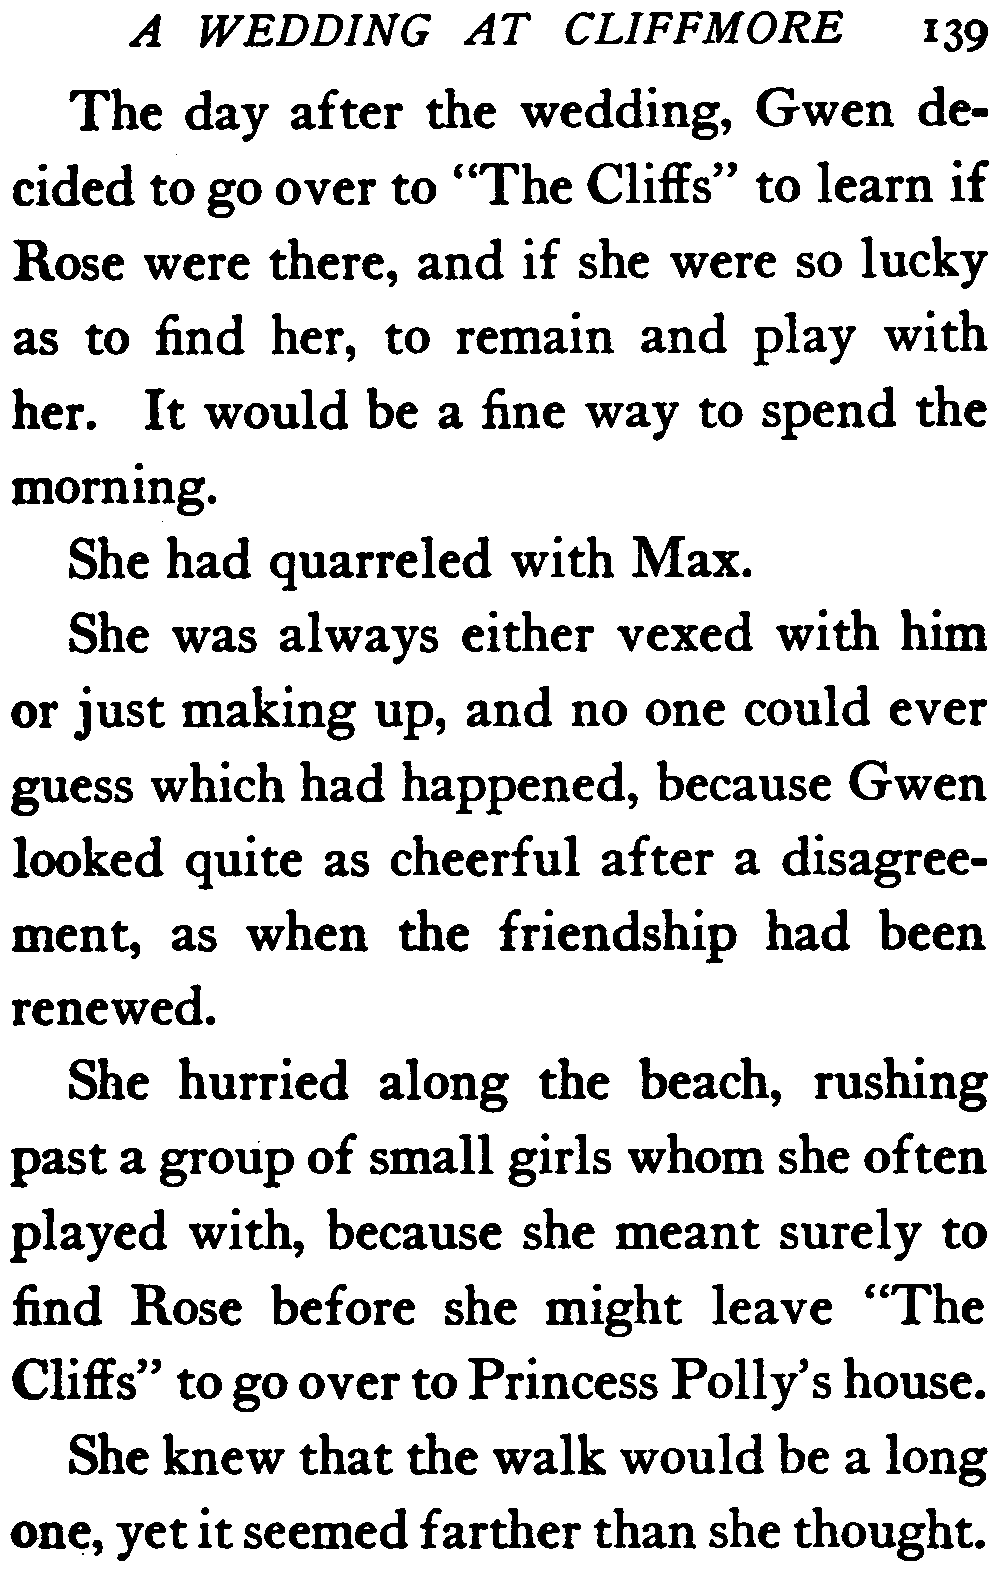 A WEDDING AT CLIFFMORE 139
The day after the wedding, Gwen de-
cided to go over to “The Cliffs” to learn if
Rose were there, and if she were so lucky
as to find her, to remain and play with
her. It would be a fine way to spend the
morning.
She had quarreled with Max.
She was always either vexed with him
or just making up, and no one could ever
guess which had happened, because Gwen
looked quite as cheerful after a disagree-
ment, as when the friendship had been
renewed.
She hurried along the beach, rushing
past a group of small girls whom she often
played with, because she meant surely to
find Rose before she might leave “The
Cliffs” to go over to Princess Polly’s house.
She knew that the walk would be a long
one, yet it seemed farther than she thought.